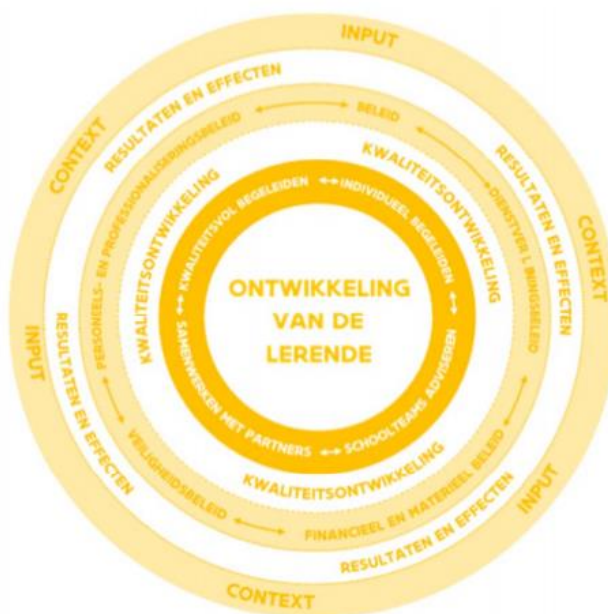 INPUT
CONTEXT
INPUT
CONTEXT
INPUT
CONTEXT
RESULTATEN EN EFFECTEN
RESULTATEN EN EFFECTEN
RESULTATEN EN EFFECTEN
RESULTATEN EN EFFECTEN
BELEID
DIENSTVERL NINGSBELEID
FINANCIEEL EN MATERIEEL BELEID
VEILIGHEIDSBELEID
PERSONEELS- EN PROFESSIONALISERINGSBELEID
KWALITEITSONTWIKKELING
KWALITEITSONTWIKKELING
KWALITEITSONTWIKKELING
KWALITEITSVOL BEGELEIDEN ↔ INDIVIDUEEL BEGELEIDEN ↔ SCHOOLTEAMS ADVISEREN ↔ SAMENWERKEN MET PARTNERS ↔
ONTWIKKELING
VAN DE
LERENDE